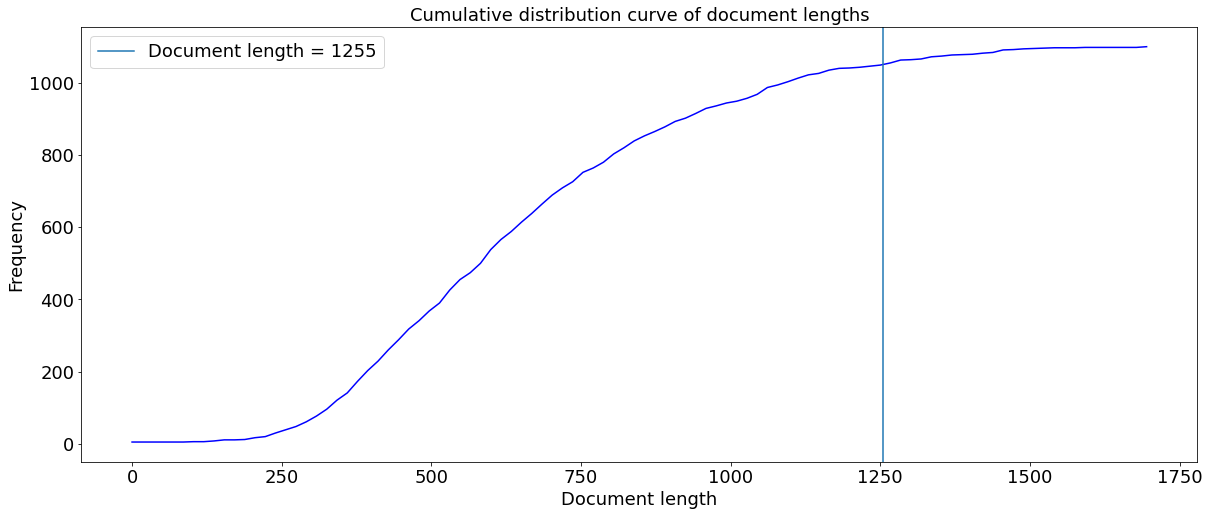 Cumulative distribution curve of document lengths
Document length = 1255
Frequency
1000
800
600
400
200
0
0 250 500 750 1000 1250 1500 1750
Document length